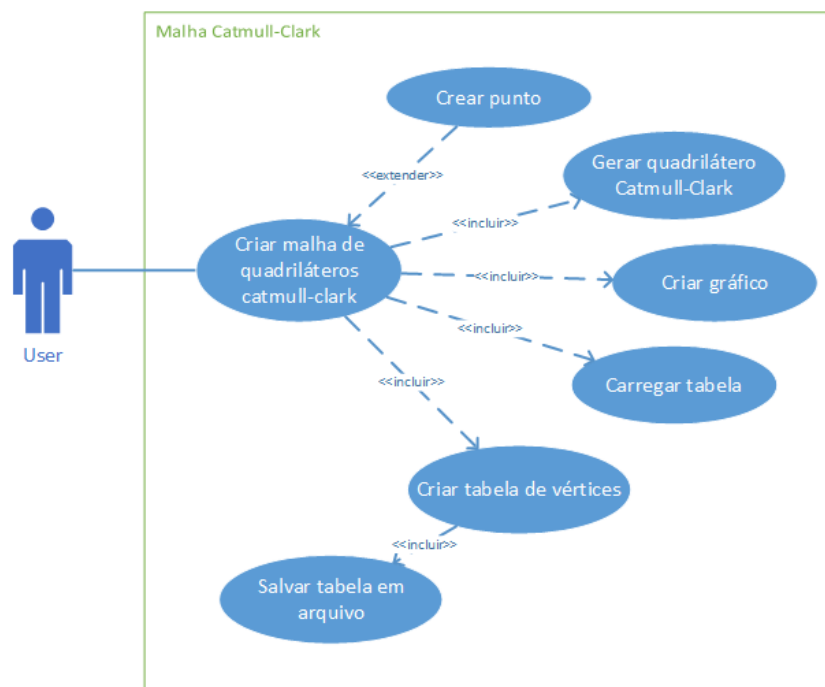 Malha Catmull-Clark
Crear punto
<<extender>>
Gerar quadrilátero
Catmull-Clark
<<incluir>>
Criar malha de
quadriláteros
catmull-clark
<<incluir>>
Criar gráfico
<<incluir>>
User
<<incluir>>
Carregar tabela
Criar tabela de vértices
<<incluir>>
Salvar tabela em
arquivo